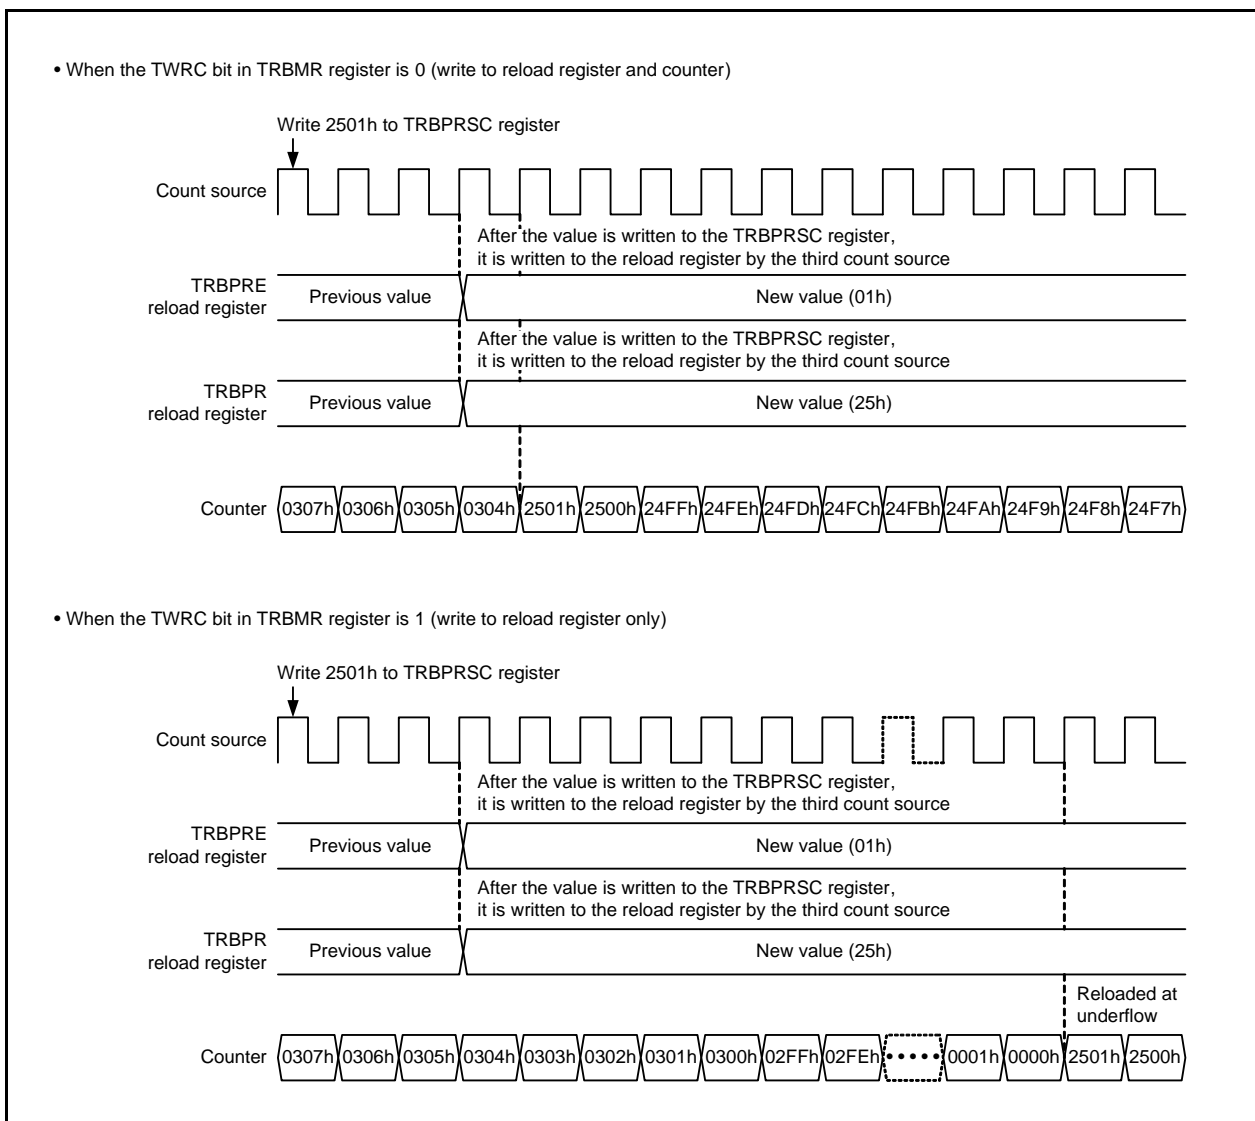 • When the TWRC bit in TRBMR register is 0 (write to reload register and counter)
Write 2501h to TRBPRSC register
Count source
After the value is written to the TRBPRSC register,
it is written to the reload register by the third count source
TRBPRE
reload register
Previous value
New value (01h)
After the value is written to the TRBPRSC register,
it is written to the reload register by the third count source
TRBPR
reload register
Previous value
New value (25h)
Counter 0307h 0306h 0305h 0304h 2501h 2500h 24FFh 24FEh 24FDh 24FCh 24FBh 24FAh 24F9h 24F8h 24F7h
• When the TWRC bit in TRBMR register is 1 (write to reload register only)
Write 2501h to TRBPRSC register
Count source
After the value is written to the TRBPRSC register,
it is written to the reload register by the third count source
TRBPRE
reload register
Previous value
New value (01h)
After the value is written to the TRBPRSC register,
it is written to the reload register by the third count source
TRBPR
reload register
Previous value
New value (25h)
Reloaded at
underflow
Counter 0307h 0306h 0305h 0304h 0303h 0302h 0301h 0300h 02FFh 02FEh ••••• 0001h 0000h 2501h 2500h